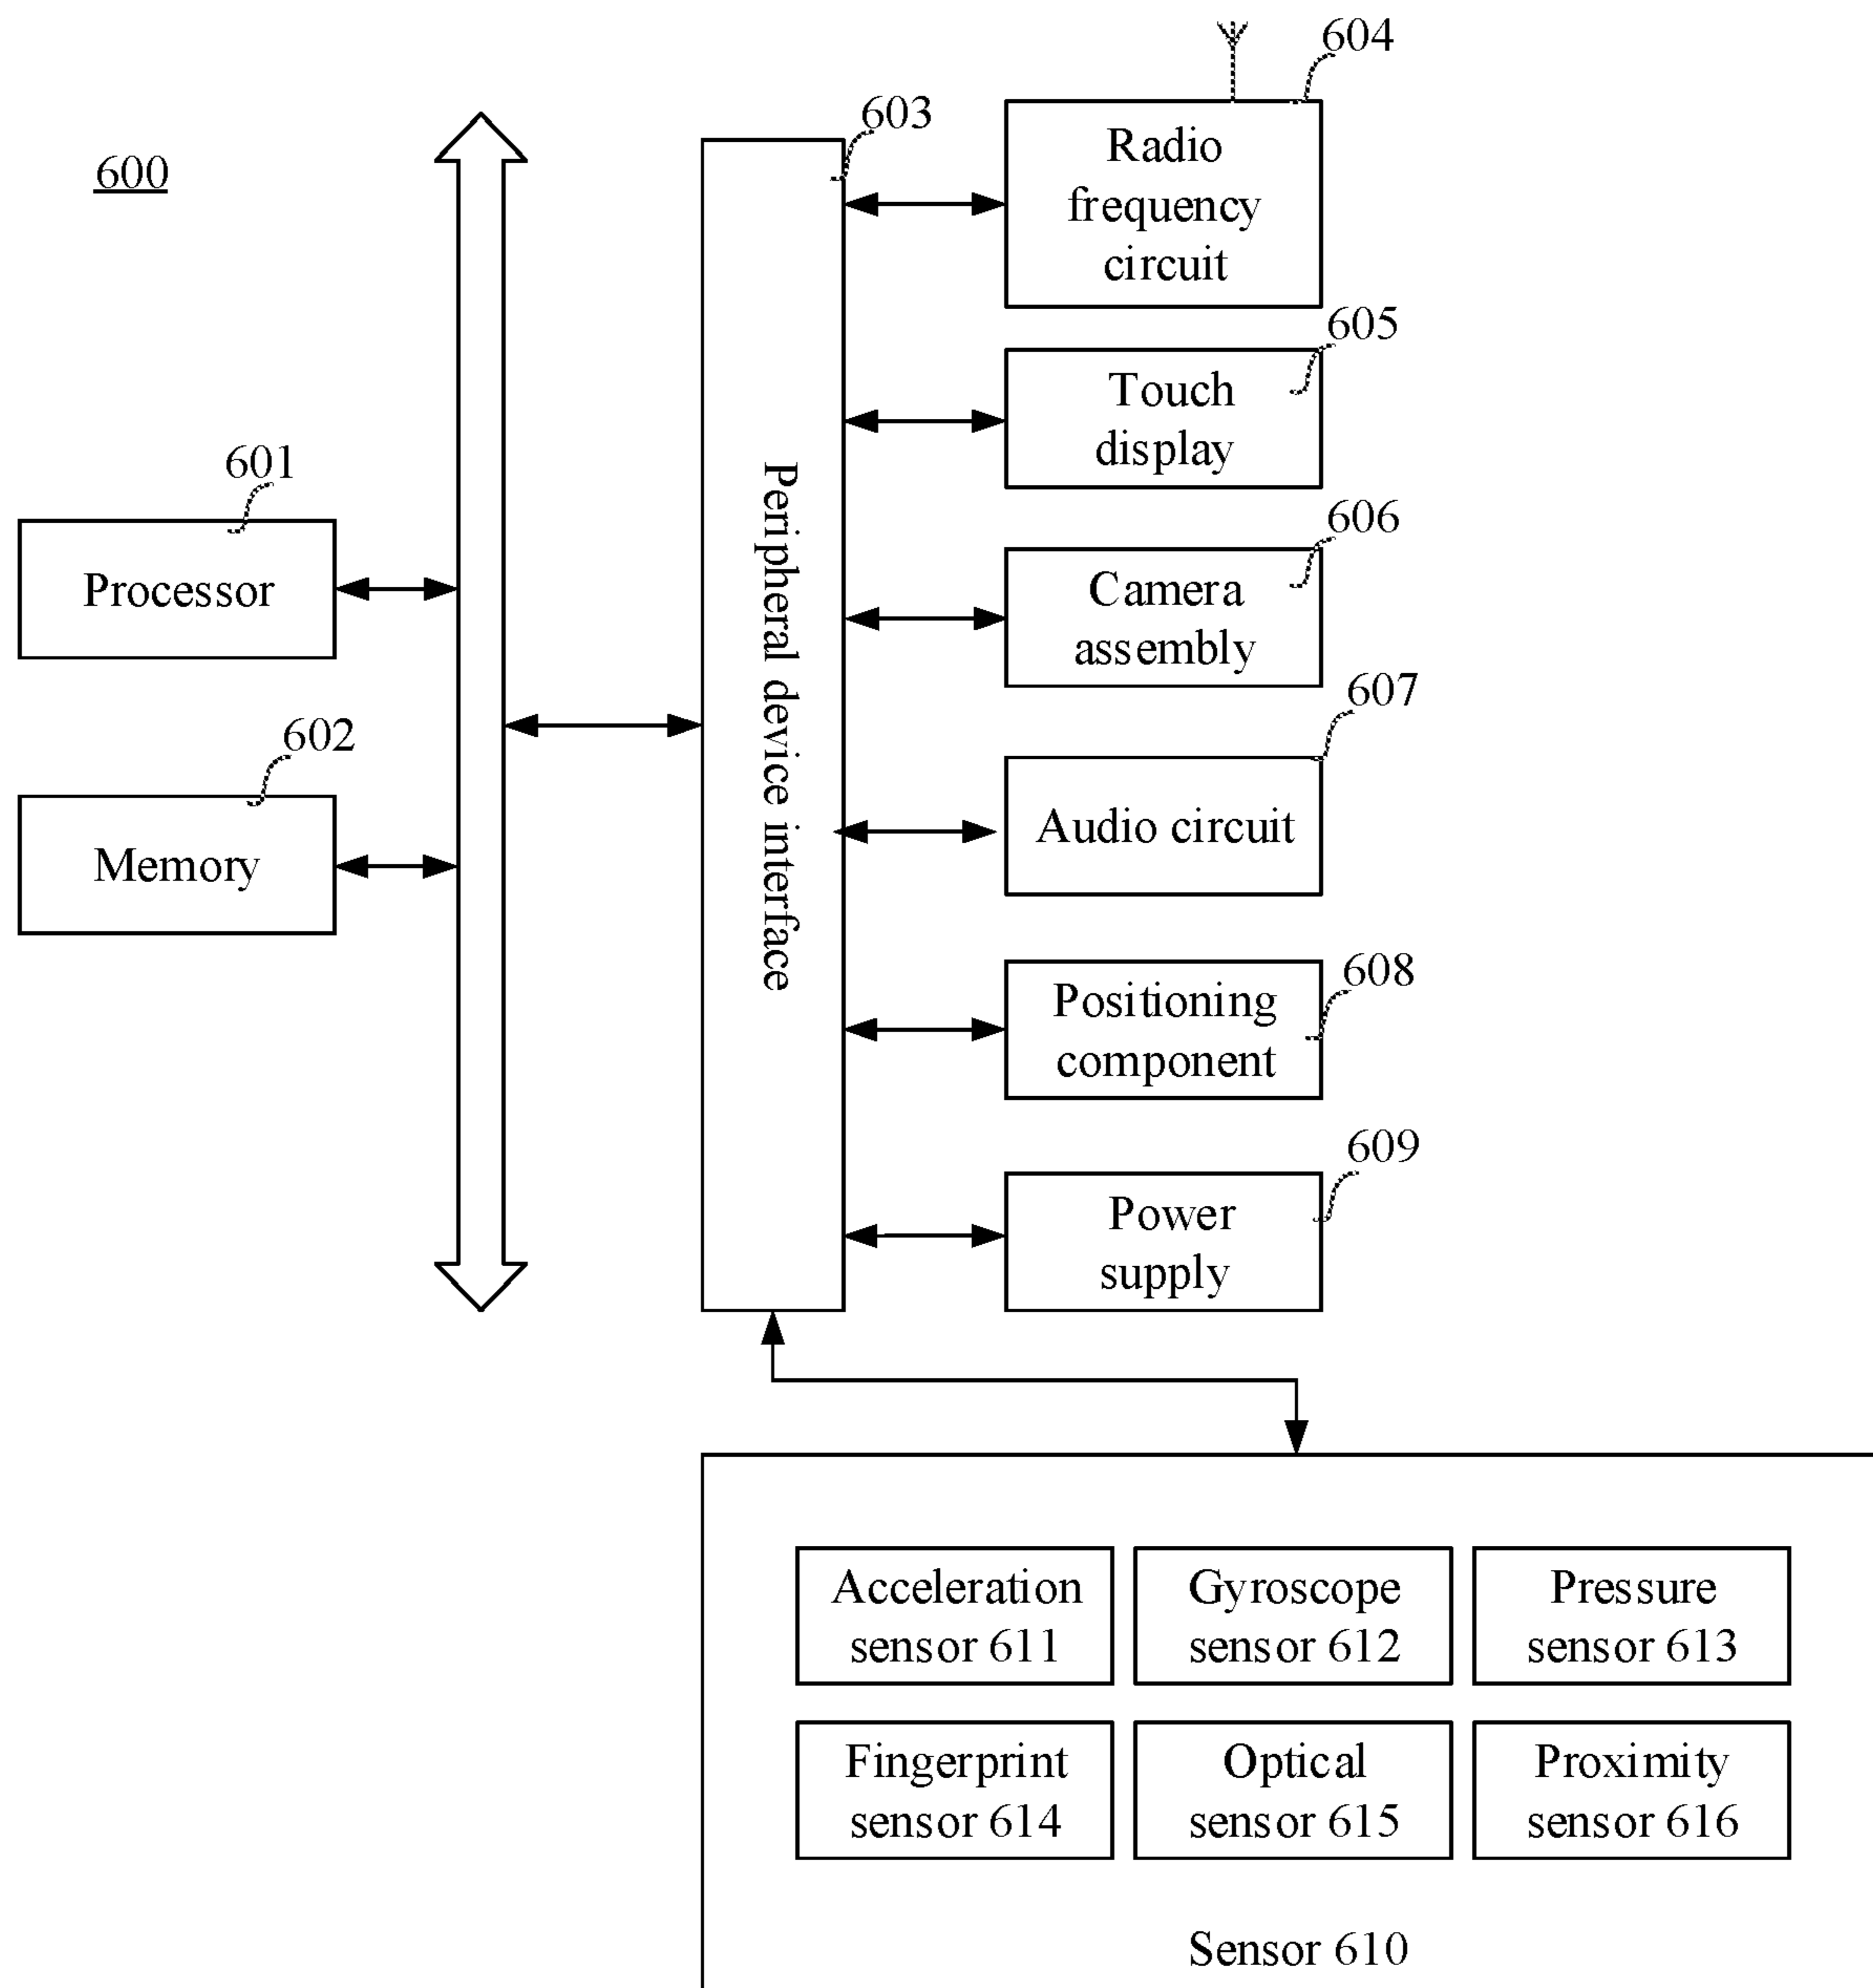 600
601
Processor
602
Memory
603
Peripheral device interface
604
Radio
frequency
circuit
605
Touch
display
606
Camera
assembly
607
Audio circuit
608
Positioning
component
609
Power
supply
Acceleration
sensor 611
Gyroscope
sensor 612
Pressure
sensor 613
Fingerprint
sensor 614
Optical
sensor 615
Proximity
sensor 616
Sensor 610